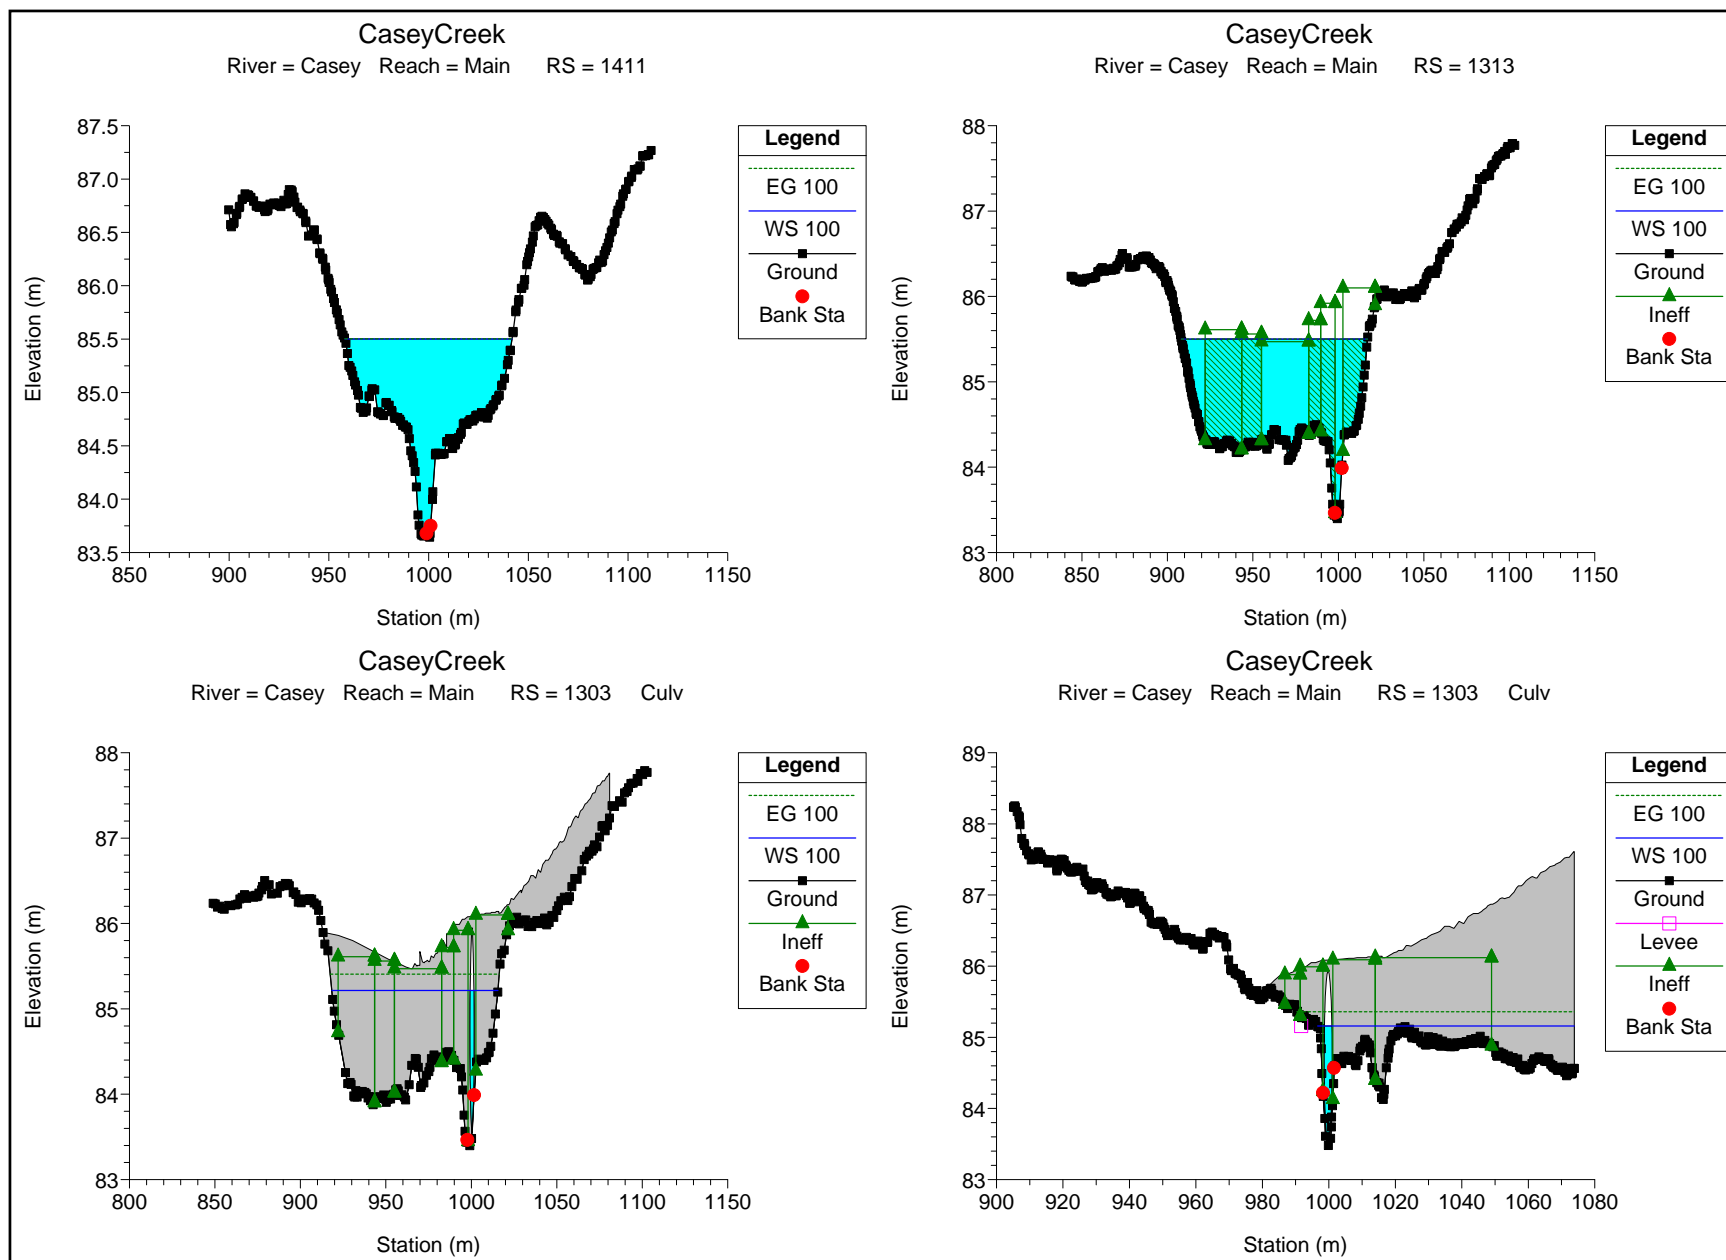 CaseyCreek
River = Casey Reach = Main RS = 1411
87.5
87.0
86.5
86.0
85.5
85.0
84.5
84.0
83.5
Elevation (m)
850 900 950 1000 1050 1100 1150
Station (m)
Legend
EG 100
WS 100
Ground
Bank Sta
CaseyCreek
River = Casey Reach = Main RS = 1313
88
87
86
85
84
83
Elevation (m)
800 850 900 950 1000 1050 1100 1150
Station (m)
Legend
EG 100
WS 100
Ground
Ineff
Bank Sta
CaseyCreek
River = Casey Reach = Main RS = 1303 Culv
88
87
86
85
84
83
Elevation (m)
800 850 900 950 1000 1050 1100 1150
Station (m)
Legend
EG 100
WS 100
Ground
Ineff
Bank Sta
CaseyCreek
River = Casey Reach = Main RS = 1303 Culv
89
88
87
86
85
84
83
Elevation (m)
900 920 940 960 980 1000 1020 1040 1060 1080
Station (m)
Legend
EG 100
WS 100
Ground
Levee
Ineff
Bank Sta